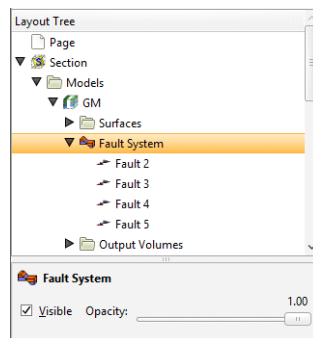 Layout Tree
Page
Section
Models
GM
Surfaces
Fault System
Fault 2
Fault 3
Fault 4
Fault 5
Output Volumes
Fault System
1.00
Visible Opacity: